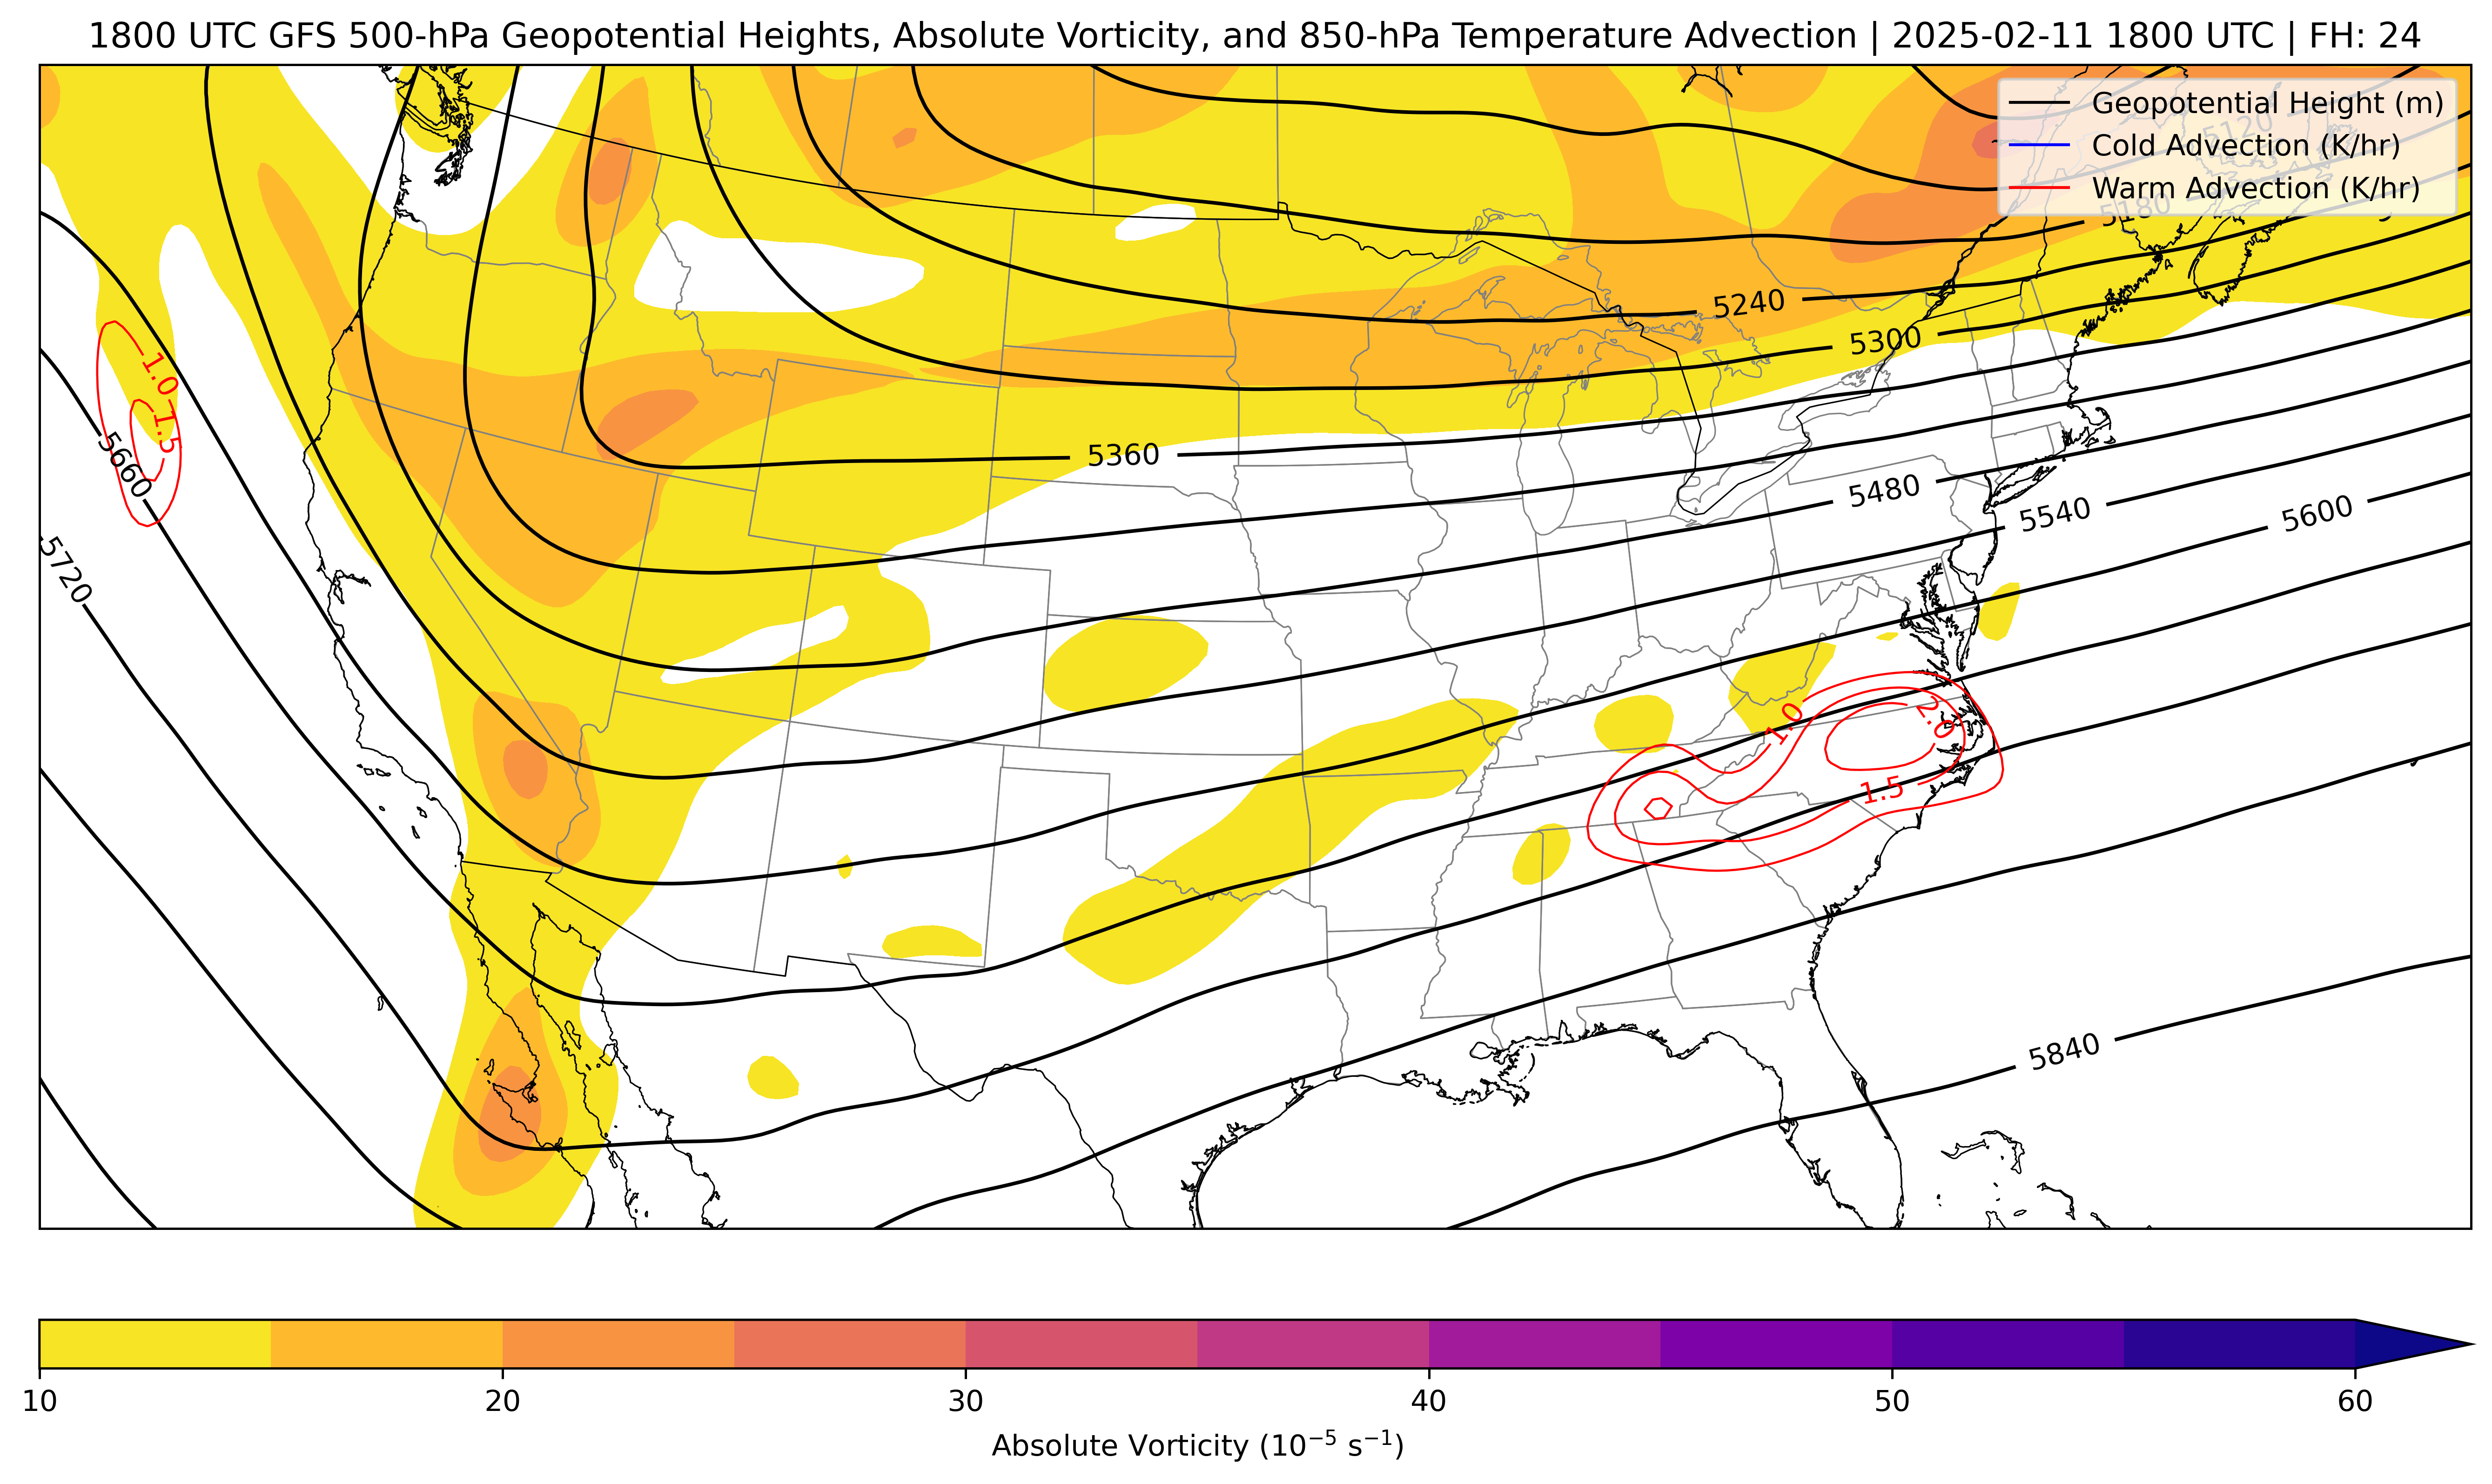 1800 UTC GFS 500-hPa Geopotential Heights, Absolute Vorticity, and 850-hPa Temperature Advection | 2025-02-11 1800 UTC | FH: 24
Geopotential Height (m)
Cold Advection (K/hr)
Warm Advection (K/hr)
5120
5180
5240
5300
1.0
1.5
5660
5360
5480
5540
5600
5720
1.0
2.0
1.5
5840
10 20 30 40 50 60
Absolute Vorticity (10⁻⁵ s⁻¹)